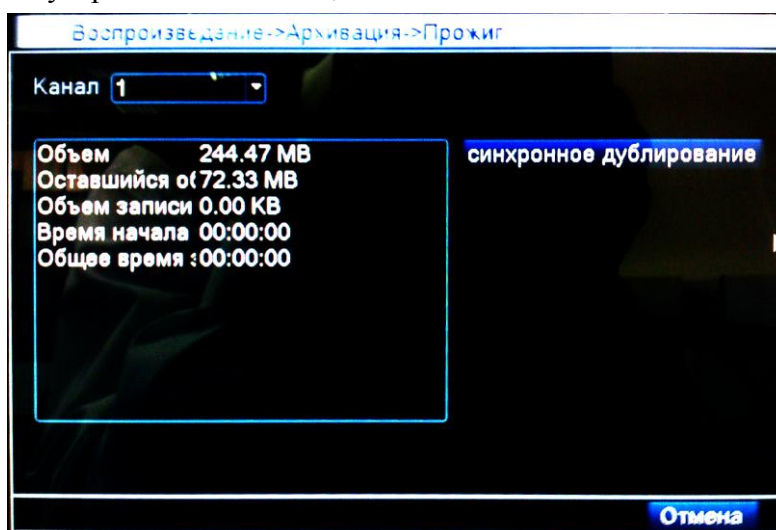 Воспроизведание->Архивация->Прожиг
Канал 1
Объем 244.47 MB
синхронное дублирование
Оставшийся о( 72.33 MB
Объем записи 0.00 KB
Время начала 00:00:00
Общее время з 00:00:00
Отмена